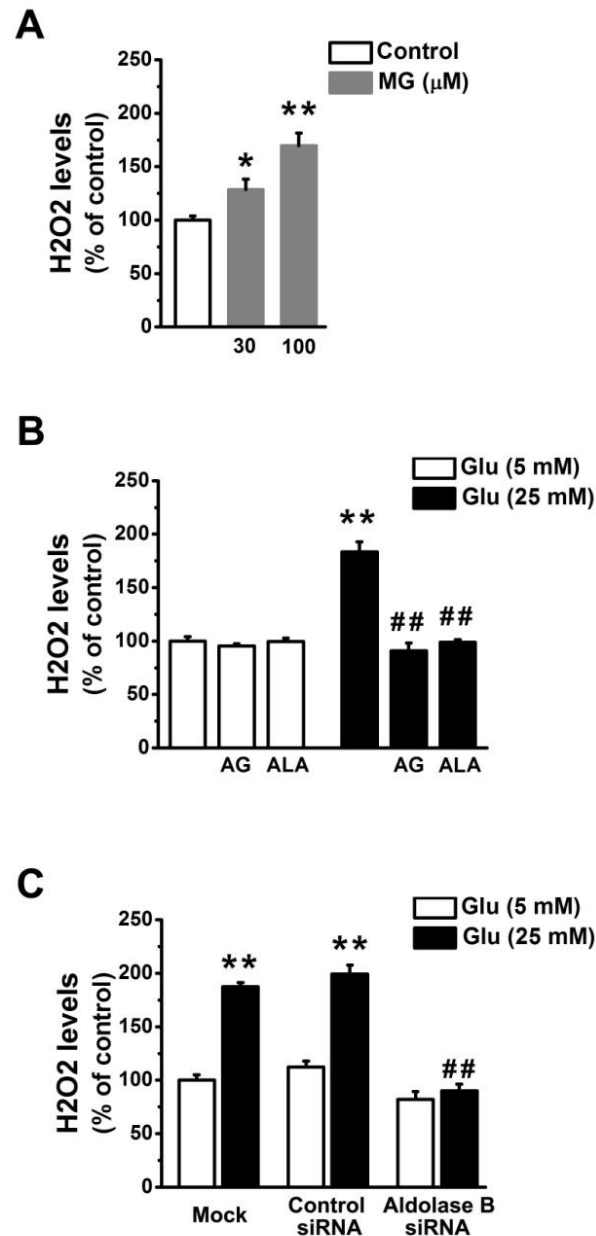 A
Control
MG (μM)
H2O2 levels
(% of control)
250
200
150
100
50
0
*
**
30 100
B
Glu (5 mM)
Glu (25 mM)
H2O2 levels
(% of control)
250
200
150
100
50
0
**
## ##
AG ALA AG ALA
C
Glu (5 mM)
Glu (25 mM)
H2O2 levels
(% of control)
250
200
150
100
50
0
** **
##
Mock Control Aldolase B
siRNA siRNA